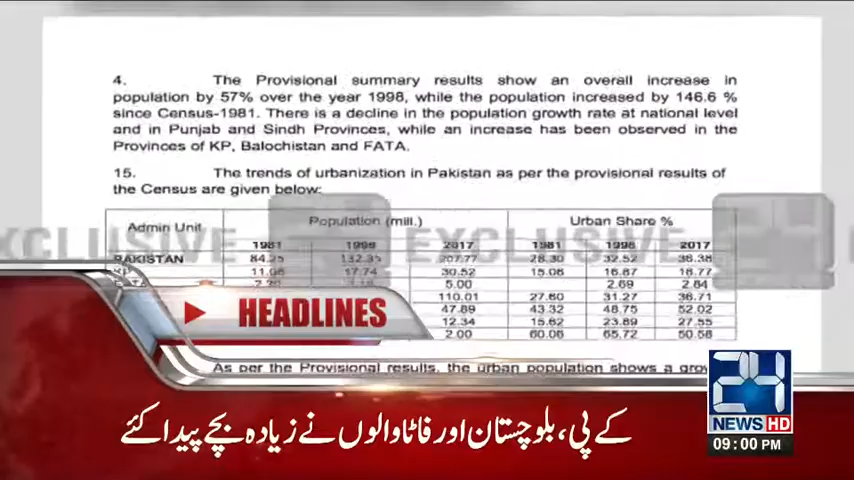 4. The Provisional summary results show an overall increase in
population by 57% over the year 1998, while the population increased by 146.6 %
since Census-1981. There is a decline in the population growth rate at national level
and in Punjab and Sindh Provinces, while an increase has been observed in the
Provinces of KP, Balochistan and FATA.
15. The trends of urbanization in Pakistan as per the provisional results of
the Census are given below:
Admin Unit Population (mill.) Urban Share %
1981 1998 2017 1981 1998 2017
PAKISTAN 84.25 132.35 207.77 28.30 32.52 36.38
KP 11.06 17.74 30.52 15.06 16.87 18.77
5.00 2.69 2.84
110.01 27.60 31.27 36.71
47.89 43.32 48.75 52.02
12.34 15.62 23.89 27.55
2.00 60.06 65.72 50.58
EXCLUSIVE EXCLUSIVE
HEADLINES
As per the Provisional results, the urban population shows a
24
NEWS HD
09:00 PM
کے پی، بلوچستان اور فاٹا والوں نے زیادہ بچے پیدا کئے